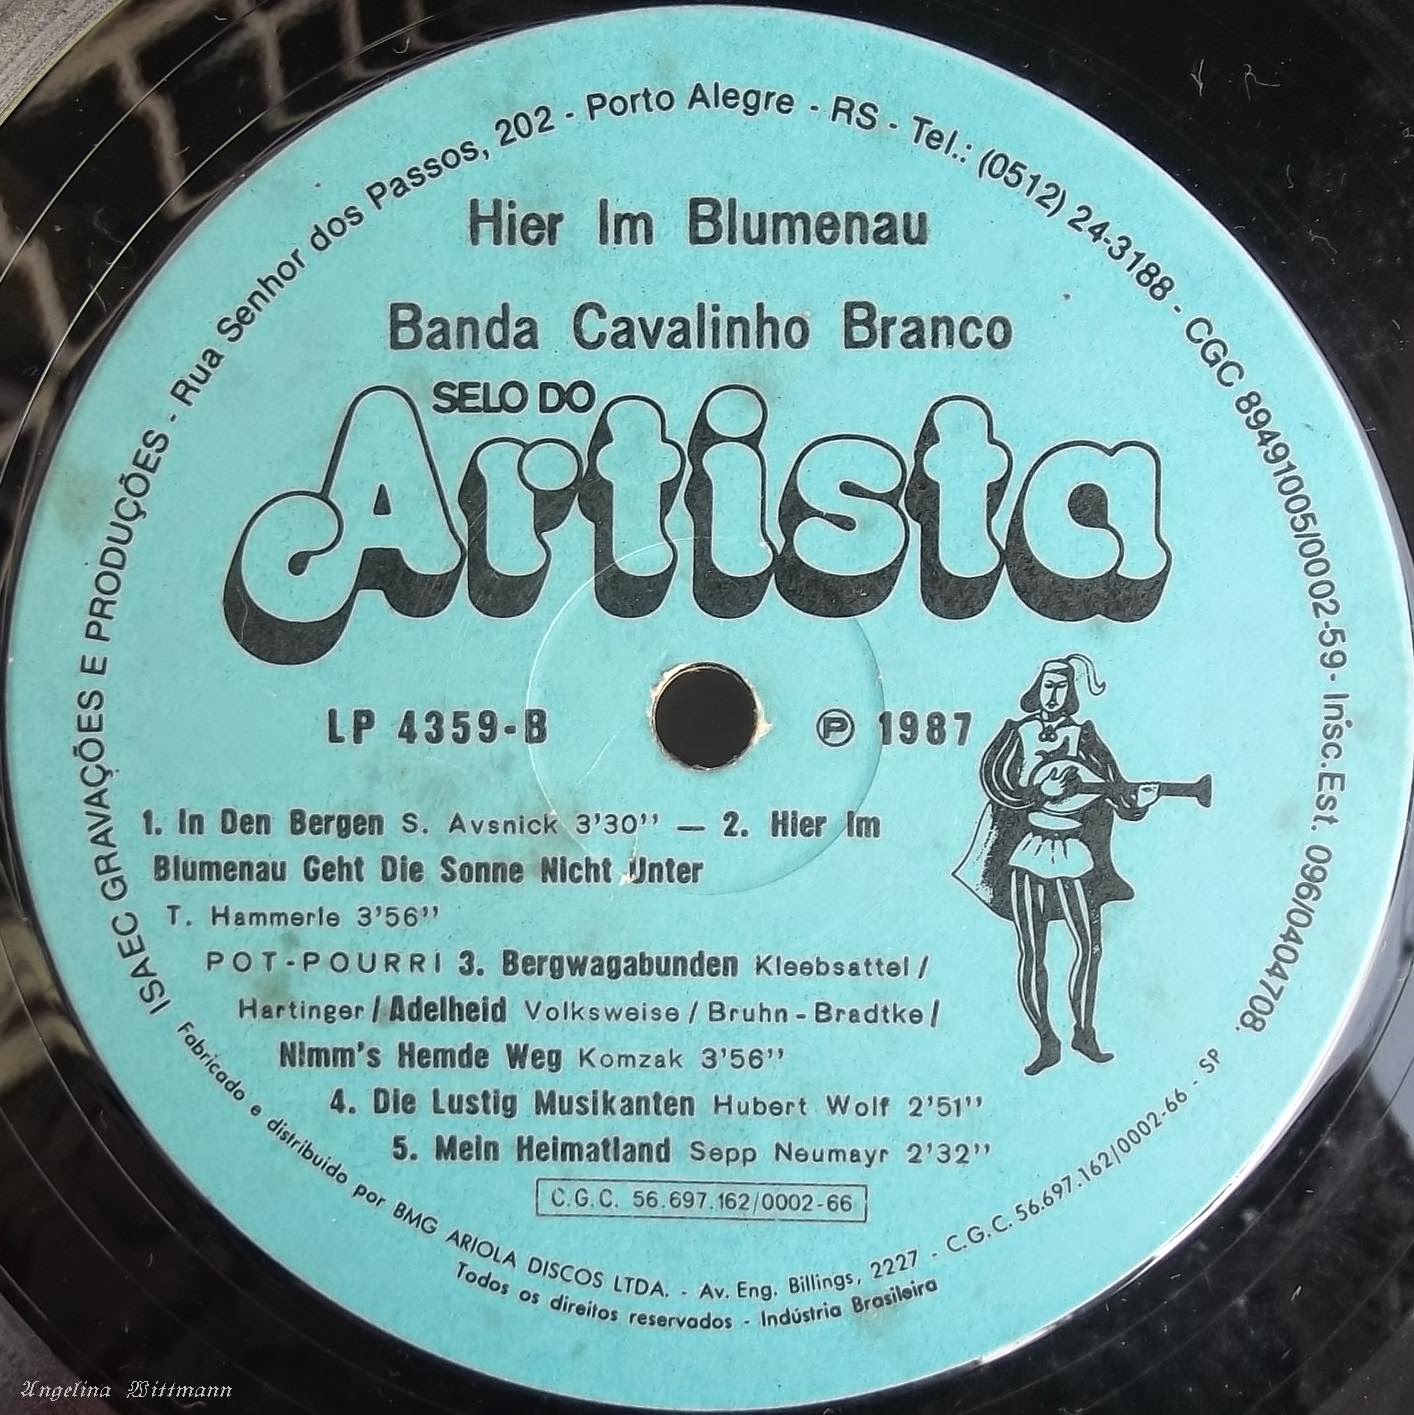 ISAEC GRAVAÇÕES E PRODUÇÕES - Rua Senhor dos Passos, 202 - Porto Alegre - RS - Tel.: (0512) 24-3188 - CGC 89491005/0002-59 - Insc.Est. 096/0404708.
Hier Im Blumenau
Banda Cavalinho Branco
SELO DO
Artista
LP 4359-B
℗ 1987
1. In Den Bergen S. Avsnick 3'30'' — 2. Hier Im
Blumenau Geht Die Sonne Nicht Unter
T. Hammerle 3'56''
POT-POURRI 3. Bergwagabunden Kleebsattel /
Hartinger / Adelheid Volksweise / Bruhn-Bradtke /
Nimm's Hemde Weg Komzak 3'56''
4. Die Lustig Musikanten Hubert Wolf 2'51''
5. Mein Heimatland Sepp Neumayr 2'32''
C.G.C. 56.697.162/0002-66
Fabricado e distribuido por BMG ARIOLA DISCOS LTDA. - Av. Eng. Billings, 2227 - C.G.C. 56.697.162/0002-66 - SP
Todos os direitos reservados - Indústria Brasileira
Angelina Wittmann